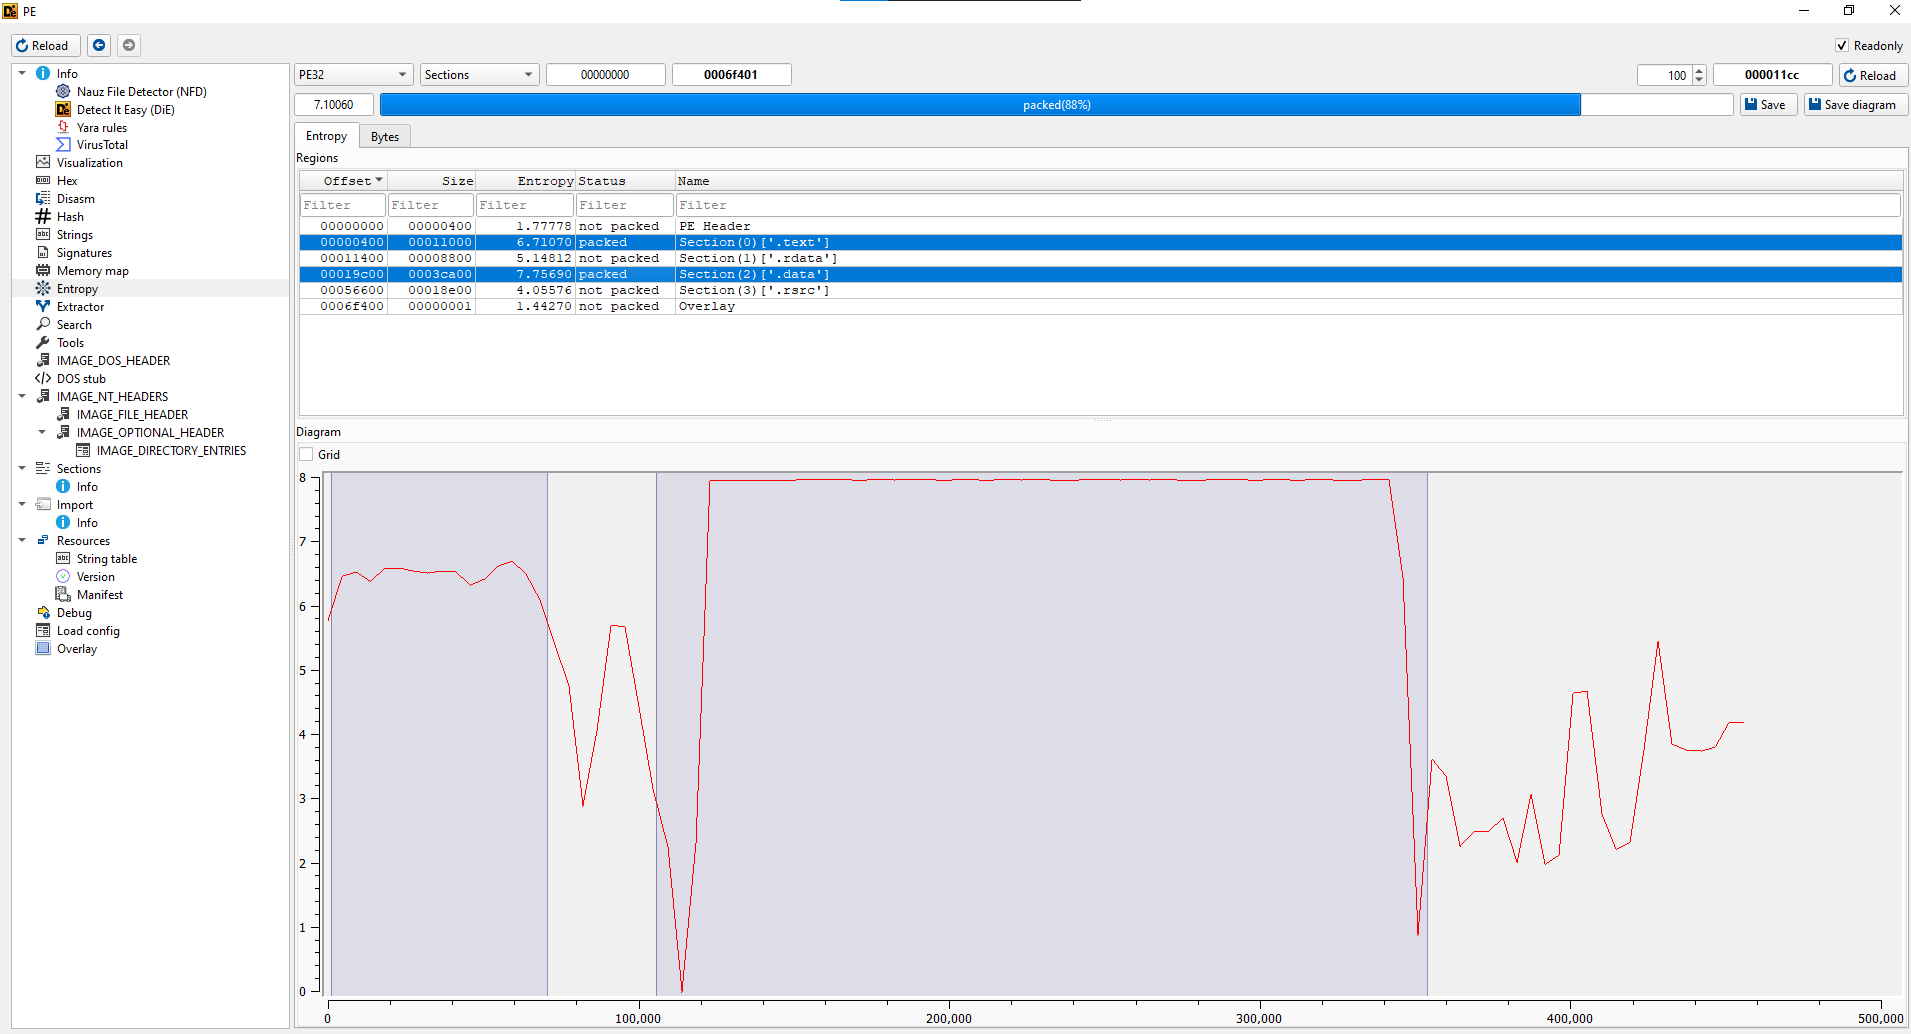 PE
Reload
Readonly
Info
Nauz File Detector (NFD)
Detect It Easy (DiE)
Yara rules
VirusTotal
Visualization
Hex
Disasm
Hash
Strings
Signatures
Memory map
Entropy
Extractor
Search
Tools
IMAGE_DOS_HEADER
DOS stub
IMAGE_NT_HEADERS
IMAGE_FILE_HEADER
IMAGE_OPTIONAL_HEADER
IMAGE_DIRECTORY_ENTRIES
Sections
Info
Import
Info
Resources
String table
Version
Manifest
Debug
Load config
Overlay
PE32 Sections 00000000 0006f401 100 000011cc Reload
7.10060 packed(88%) Save Save diagram
Entropy Bytes
Regions
Offset Size Entropy Status Name
Filter Filter Filter Filter Filter
00000000 00000400 1.77778 not packed PE Header
00000400 00011000 6.71070 packed Section(0)['.text']
00011400 00008800 5.14812 not packed Section(1)['.rdata']
00019c00 0003ca00 7.75690 packed Section(2)['.data']
00056600 00018e00 4.05576 not packed Section(3)['.rsrc']
0006f400 00000001 1.44270 not packed Overlay
Diagram
Grid
8
7
6
5
4
3
2
1
0
0 100,000 200,000 300,000 400,000 500,000